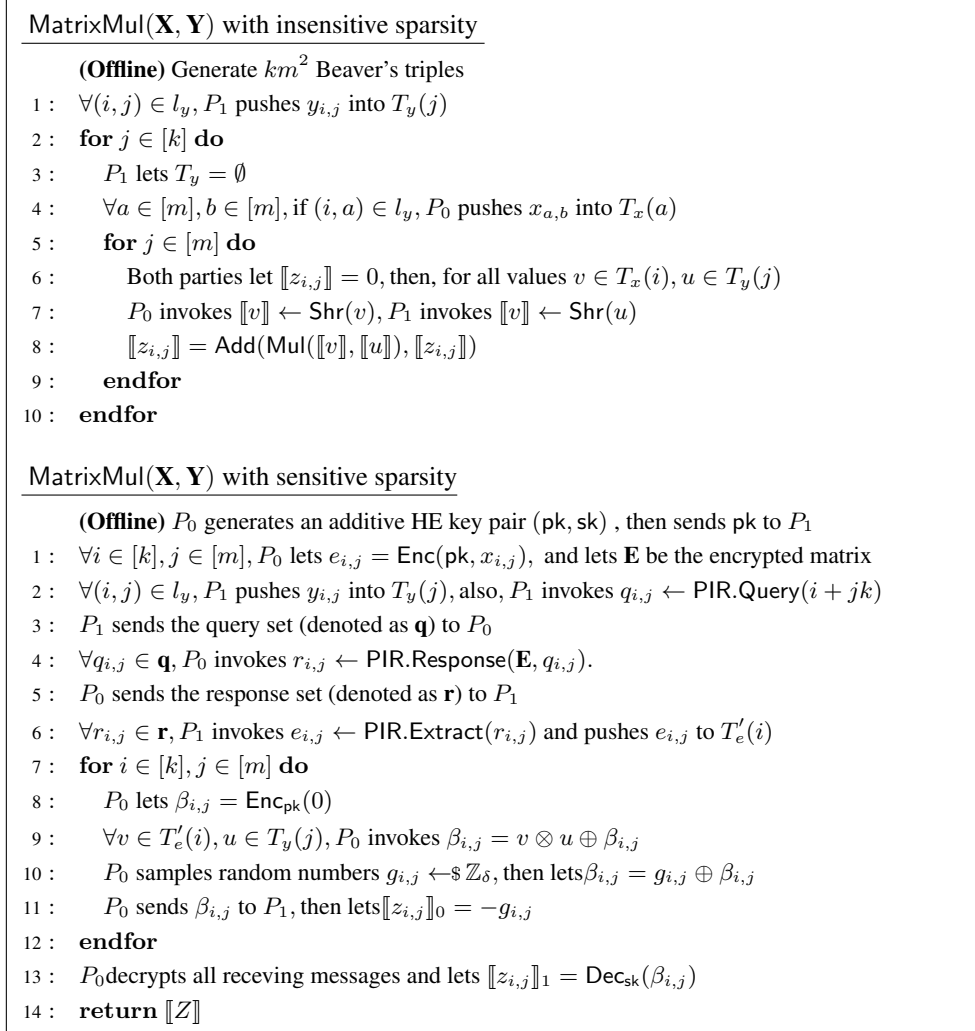 MatrixMul(X, Y) with insensitive sparsity
(Offline) Generate km² Beaver's triples
1 : ∀(i, j) ∈ l_y, P₁ pushes y_{i,j} into T_y(j)
2 : for j ∈ [k] do
3 : P₁ lets T_y = ∅
4 : ∀a ∈ [m], b ∈ [m], if (i, a) ∈ l_y, P₀ pushes x_{a,b} into T_x(a)
5 : for j ∈ [m] do
6 : Both parties let ⟦z_{i,j}⟧ = 0, then, for all values v ∈ T_x(i), u ∈ T_y(j)
7 : P₀ invokes ⟦v⟧ ← Shr(v), P₁ invokes ⟦v⟧ ← Shr(u)
8 : ⟦z_{i,j}⟧ = Add(Mul(⟦v⟧, ⟦u⟧), ⟦z_{i,j}⟧)
9 : endfor
10 : endfor
MatrixMul(X, Y) with sensitive sparsity
(Offline) P₀ generates an additive HE key pair (pk, sk) , then sends pk to P₁
1 : ∀i ∈ [k], j ∈ [m], P₀ lets e_{i,j} = Enc(pk, x_{i,j}), and lets E be the encrypted matrix
2 : ∀(i, j) ∈ l_y, P₁ pushes y_{i,j} into T_y(j), also, P₁ invokes q_{i,j} ← PIR.Query(i + jk)
3 : P₁ sends the query set (denoted as q) to P₀
4 : ∀q_{i,j} ∈ q, P₀ invokes r_{i,j} ← PIR.Response(E, q_{i,j}).
5 : P₀ sends the response set (denoted as r) to P₁
6 : ∀r_{i,j} ∈ r, P₁ invokes e_{i,j} ← PIR.Extract(r_{i,j}) and pushes e_{i,j} to T′_e(i)
7 : for i ∈ [k], j ∈ [m] do
8 : P₀ lets β_{i,j} = Enc_{pk}(0)
9 : ∀v ∈ T′_e(i), u ∈ T_y(j), P₀ invokes β_{i,j} = v ⊗ u ⊕ β_{i,j}
10 : P₀ samples random numbers g_{i,j} ←$ ℤ_δ, then letsβ_{i,j} = g_{i,j} ⊕ β_{i,j}
11 : P₀ sends β_{i,j} to P₁, then lets⟦z_{i,j}⟧₀ = −g_{i,j}
12 : endfor
13 : P₀decrypts all receving messages and lets ⟦z_{i,j}⟧₁ = Dec_{sk}(β_{i,j})
14 : return ⟦Z⟧